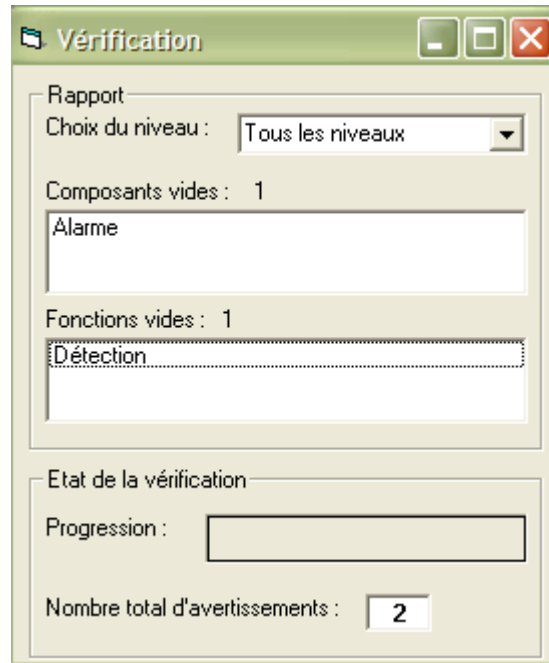 Vérification
Rapport
Choix du niveau : Tous les niveaux
Composants vides : 1
Alarme
Fonctions vides : 1
Détection
Etat de la vérification
Progression :
Nombre total d'avertissements : 2